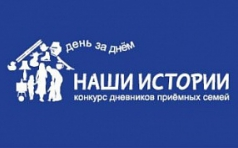 день за днём
НАШИ ИСТОРИИ
конкурс дневников приёмных семей